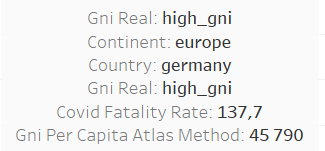 Gni Real: high_gni
Continent: europe
Country: germany
Gni Real: high_gni
Covid Fatality Rate: 137,7
Gni Per Capita Atlas Method: 45 790